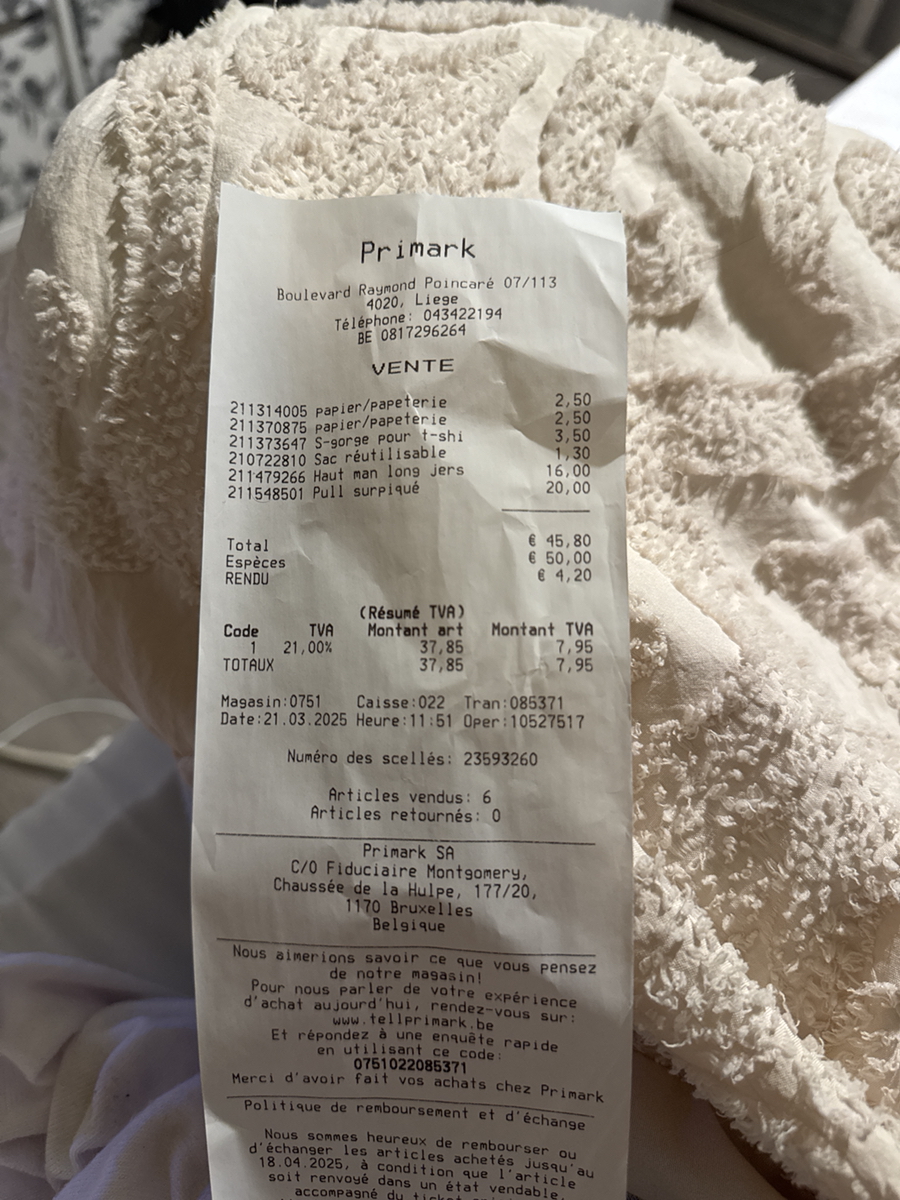 Primark
Boulevard Raymond Poincaré 07/113
4020, Liege
Téléphone: 043422194
BE 0817296264
VENTE
211314005 papier/papeterie 2,50
211370875 papier/papeterie 2,50
211373647 S-gorge pour t-shi 3,50
210722810 Sac réutilisable 1,30
211479266 Haut man long jers 16,00
211548501 Pull surpiqué 20,00
Total € 45,80
Espèces € 50,00
RENDU € 4,20
(Résumé TVA)
Code TVA Montant art Montant TVA
1 21,00% 37,85 7,95
TOTAUX 37,85 7,95
Magasin:0751 Caisse:022 Tran:085371
Date:21.03.2025 Heure:11:51 Oper:10527517
Numéro des scellés: 23593260
Articles vendus: 6
Articles retournés: 0
Primark SA
C/O Fiduciaire Montgomery,
Chaussée de la Hulpe, 177/20,
1170 Bruxelles
Belgique
Nous aimerions savoir ce que vous pensez
de notre magasin!
Pour nous parler de votre expérience
d'achat aujourd'hui, rendez-vous sur:
www.tellprimark.be
Et répondez à une enquête rapide
en utilisant ce code:
0751022085371
Merci d'avoir fait vos achats chez Primark
Politique de remboursement et d'échange
Nous sommes heureux de rembourser ou
d'échanger les articles achetés jusqu'au
18.04.2025, à condition que l'article
soit renvoyé dans un état vendable,
accompagné du ticket